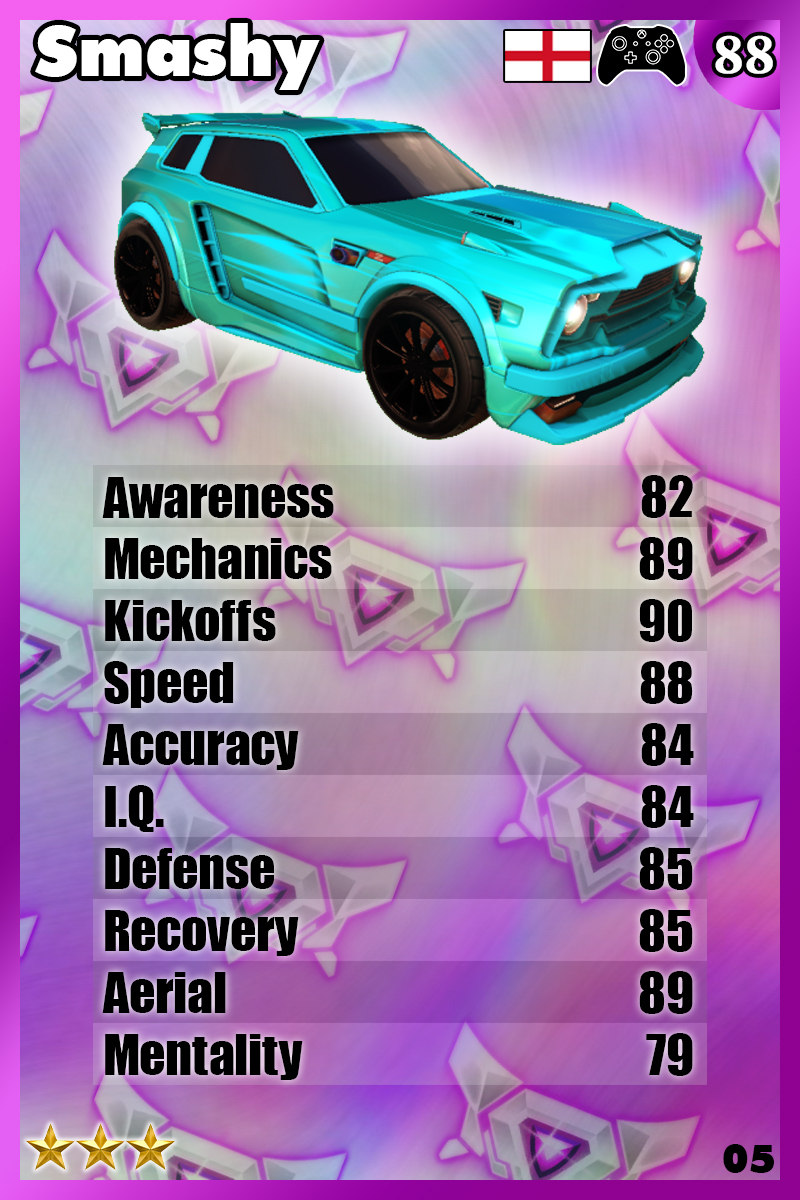 Smashy 88
Awareness 82
Mechanics 89
Kickoffs 90
Speed 88
Accuracy 84
I.Q. 84
Defense 85
Recovery 85
Aerial 89
Mentality 79
05